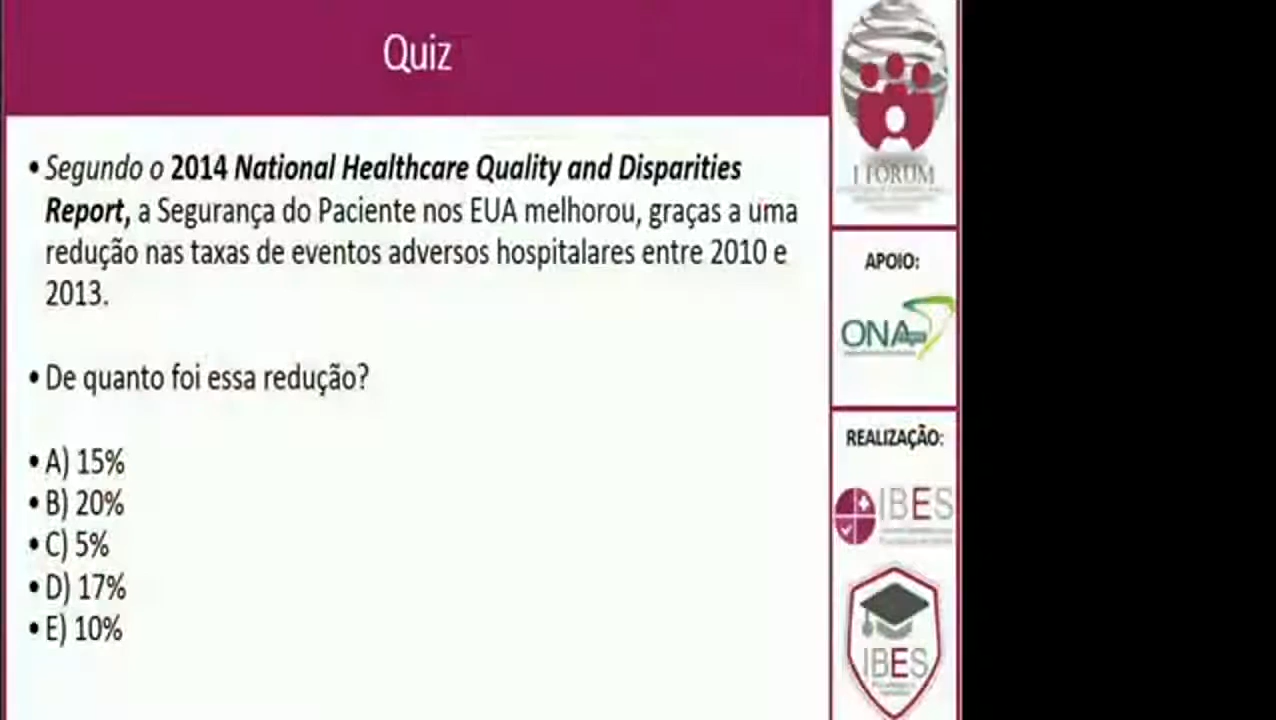 Quiz
• Segundo o 2014 National Healthcare Quality and Disparities
Report, a Segurança do Paciente nos EUA melhorou, graças a uma
redução nas taxas de eventos adversos hospitalares entre 2010 e
2013.
• De quanto foi essa redução?
• A) 15%
• B) 20%
• C) 5%
• D) 17%
• E) 10%
I FÓRUM
APOIO:
ONA
REALIZAÇÃO:
IBES
IBES